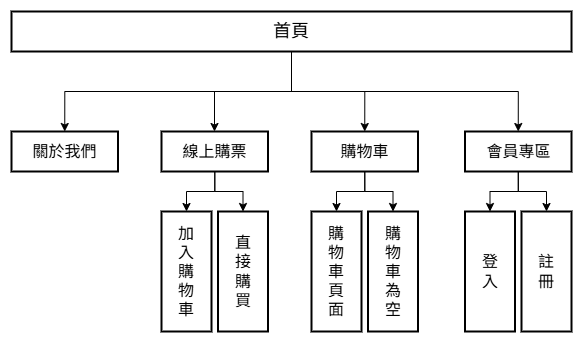 首頁
關於我們
線上購票
購物車
會員專區
加入購物車
直接購買
購物車頁面
購物車為空
登入
註冊